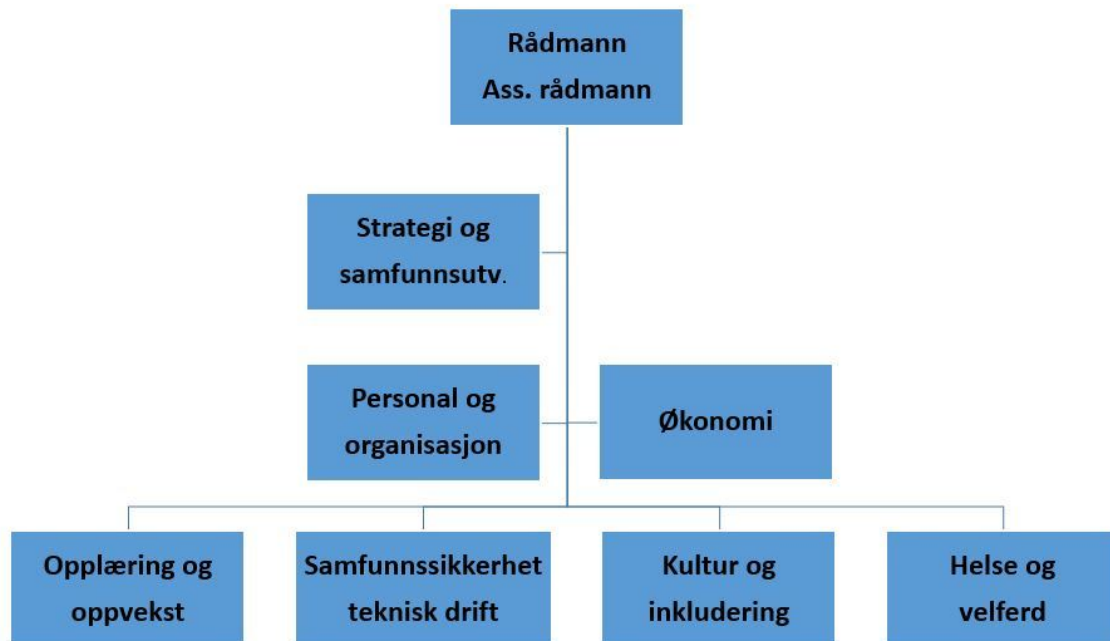 Rådmann
Ass. rådmann
Strategi og
samfunnsutv.
Personal og
organisasjon
Økonomi
Opplæring og
oppvekst
Samfunnssikkerhet
teknisk drift
Kultur og
inkludering
Helse og
velferd